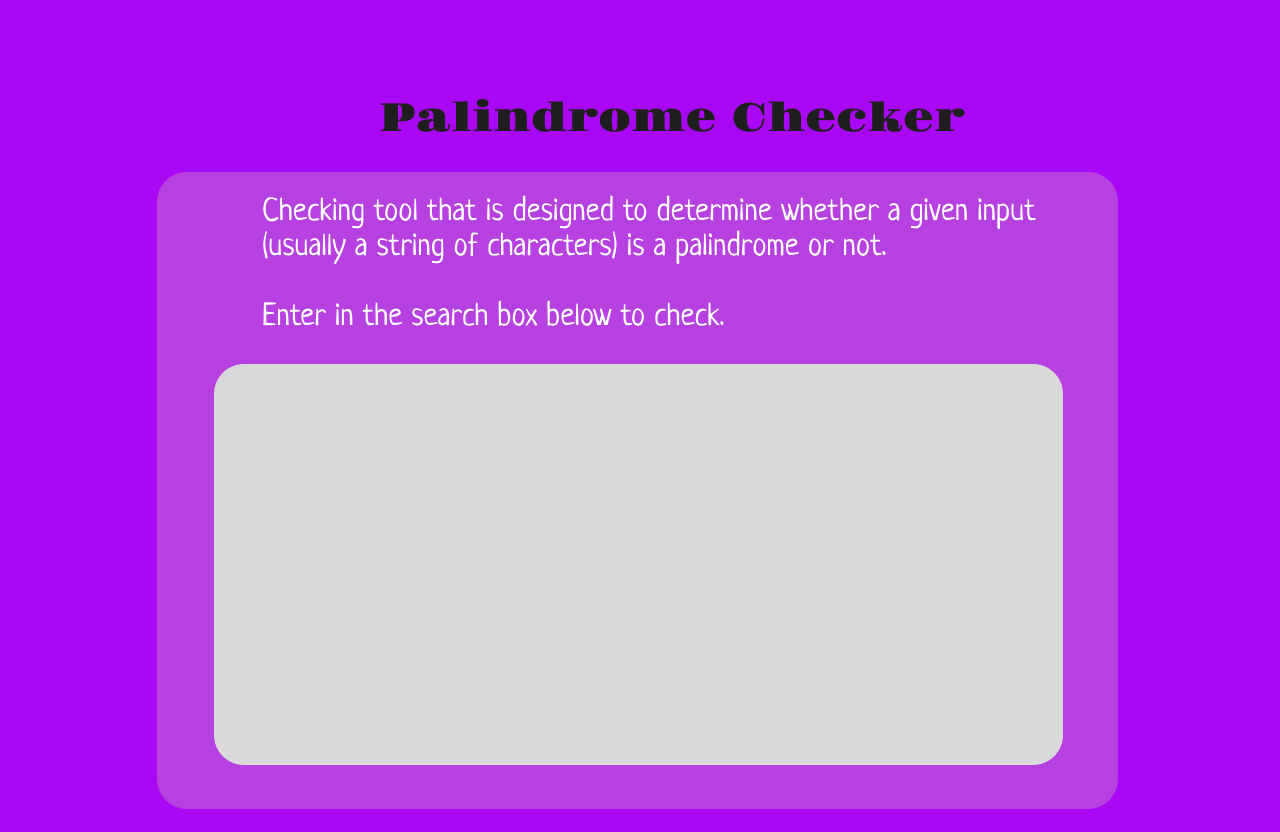 Palindrome Checker
Checking tool that is designed to determine whether a given input
(usually a string of characters) is a palindrome or not.
Enter in the search box below to check.